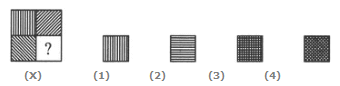 ?
(X) (1) (2) (3) (4)